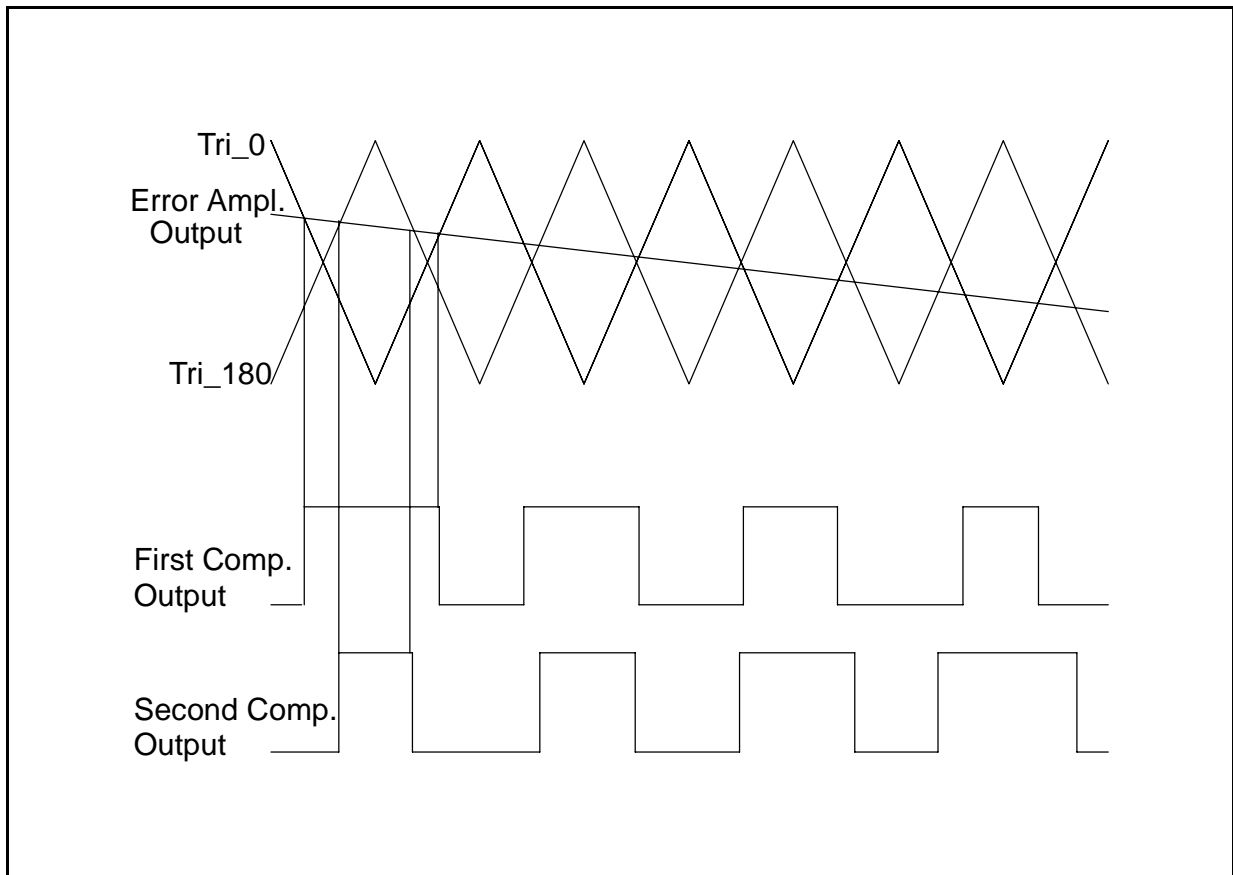 Tri_0
Error Ampl.
Output
Tri_180
First Comp.
Output
Second Comp.
Output